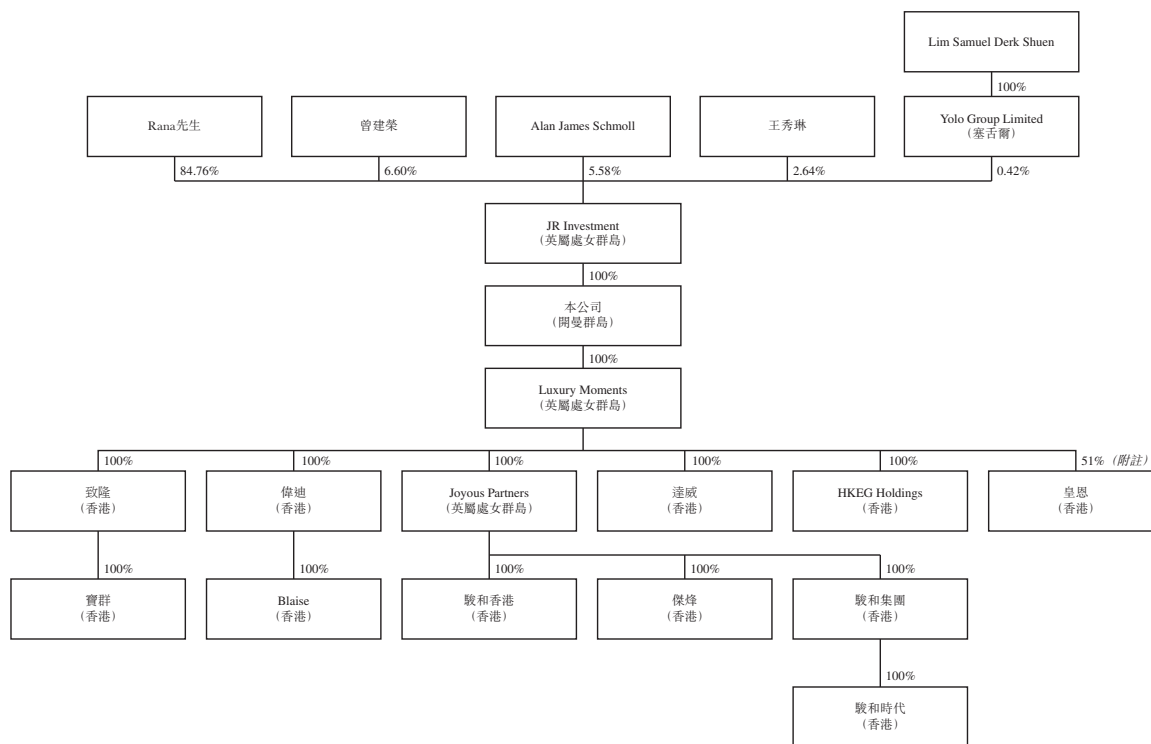 Lim Samuel Derk Shuen
100%
Rana先生
曾建榮
Alan James Schmoll
王秀琳
Yolo Group Limited
(塞舌爾)
84.76%
6.60%
5.58%
2.64%
0.42%
JR Investment
(英屬處女群島)
100%
本公司
(開曼群島)
100%
Luxury Moments
(英屬處女群島)
100%
100%
100%
100%
100%
51% (附註)
致隆
(香港)
偉迪
(香港)
Joyous Partners
(英屬處女群島)
達威
(香港)
HKEG Holdings
(香港)
皇恩
(香港)
100%
100%
100%
100%
100%
寶群
(香港)
Blaise
(香港)
駿和香港
(香港)
傑烽
(香港)
駿和集團
(香港)
100%
駿和時代
(香港)